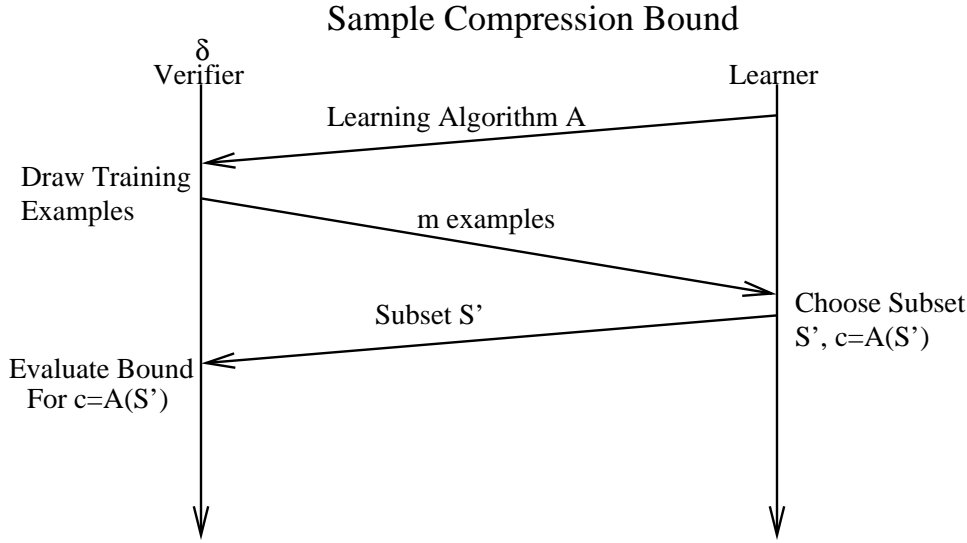 Sample Compression Bound
δ
Verifier
Learner
Learning Algorithm A
Draw Training
Examples
m examples
Choose Subset
S’, c=A(S’)
Subset S’
Evaluate Bound
For c=A(S’)